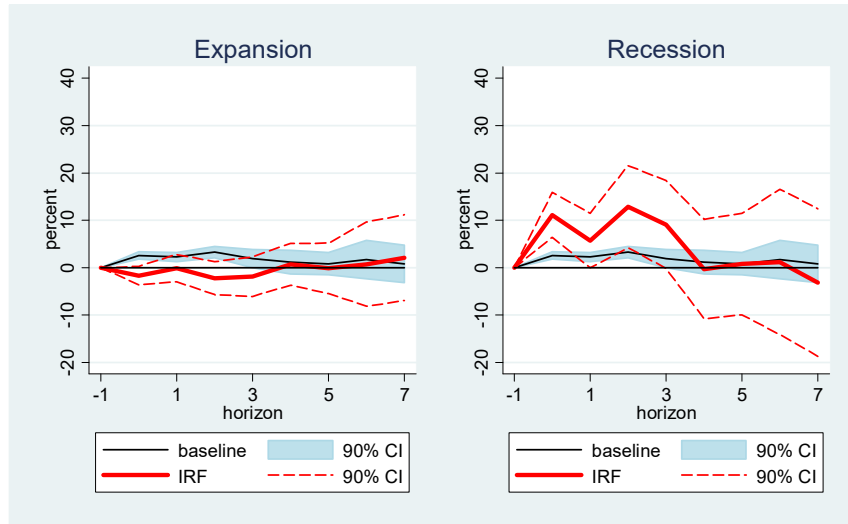 Expansion
40
30
20
10
0
-10
-20
percent
-1 1 3 5 7
horizon
baseline 90% CI
IRF 90% CI
Recession
40
30
20
10
0
-10
-20
percent
-1 1 3 5 7
horizon
baseline 90% CI
IRF 90% CI